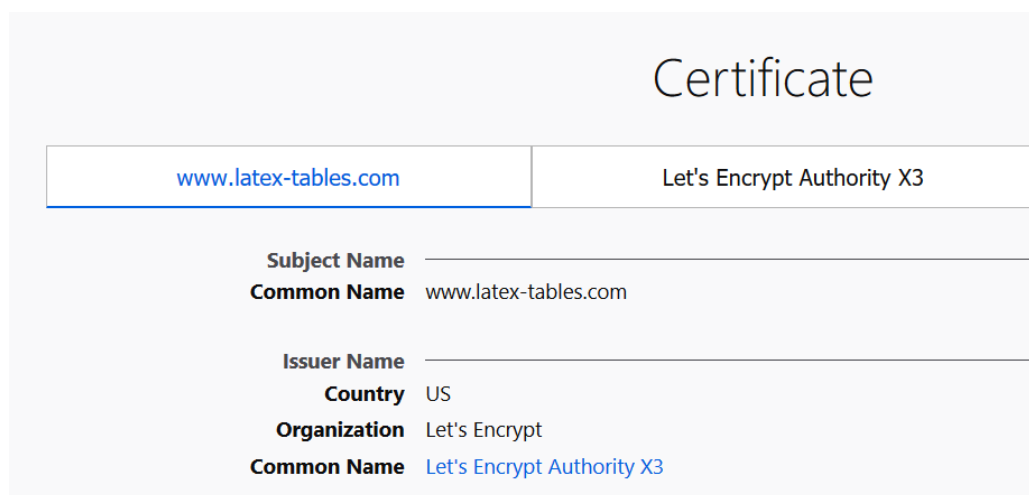 Certificate
www.latex-tables.com Let's Encrypt Authority X3
Subject Name
Common Name www.latex-tables.com
Issuer Name
Country US
Organization Let's Encrypt
Common Name Let's Encrypt Authority X3